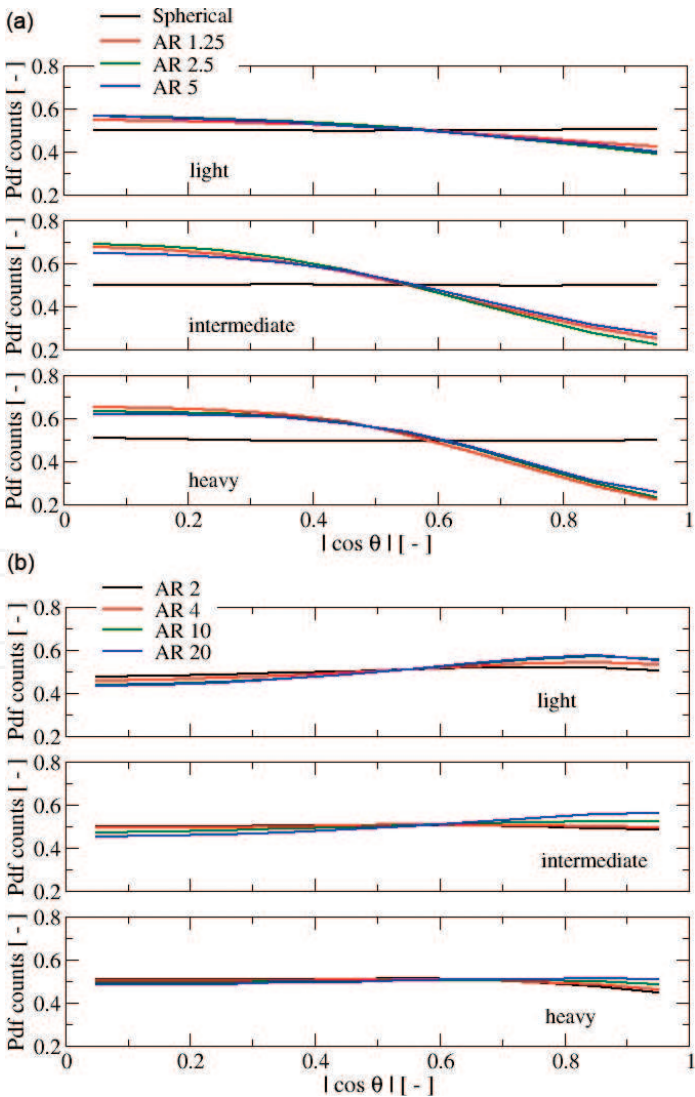 (a)
Spherical
AR 1.25
AR 2.5
AR 5
Pdf counts [ - ]
0.8
0.6
0.4
0.2
light
Pdf counts [ - ]
0.8
0.6
0.4
0.2
intermediate
Pdf counts [ - ]
0.8
0.6
0.4
0.2
heavy
0 0.2 0.4 0.6 0.8 1
| cos θ | [ - ]
(b)
AR 2
AR 4
AR 10
AR 20
Pdf counts [ - ]
0.8
0.6
0.4
0.2
light
Pdf counts [ - ]
0.8
0.6
0.4
0.2
intermediate
Pdf counts [ - ]
0.8
0.6
0.4
0.2
heavy
0 0.2 0.4 0.6 0.8 1
| cos θ | [ - ]